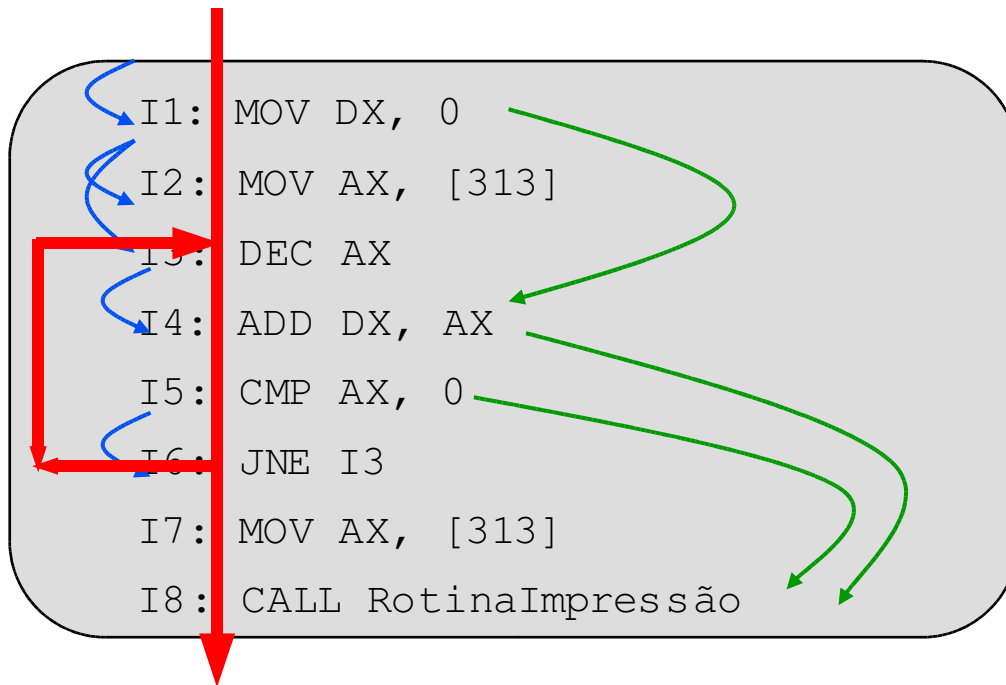 I1: MOV DX, 0
I2: MOV AX, [313]
I3: DEC AX
I4: ADD DX, AX
I5: CMP AX, 0
I6: JNE I3
I7: MOV AX, [313]
I8: CALL RotinaImpressão